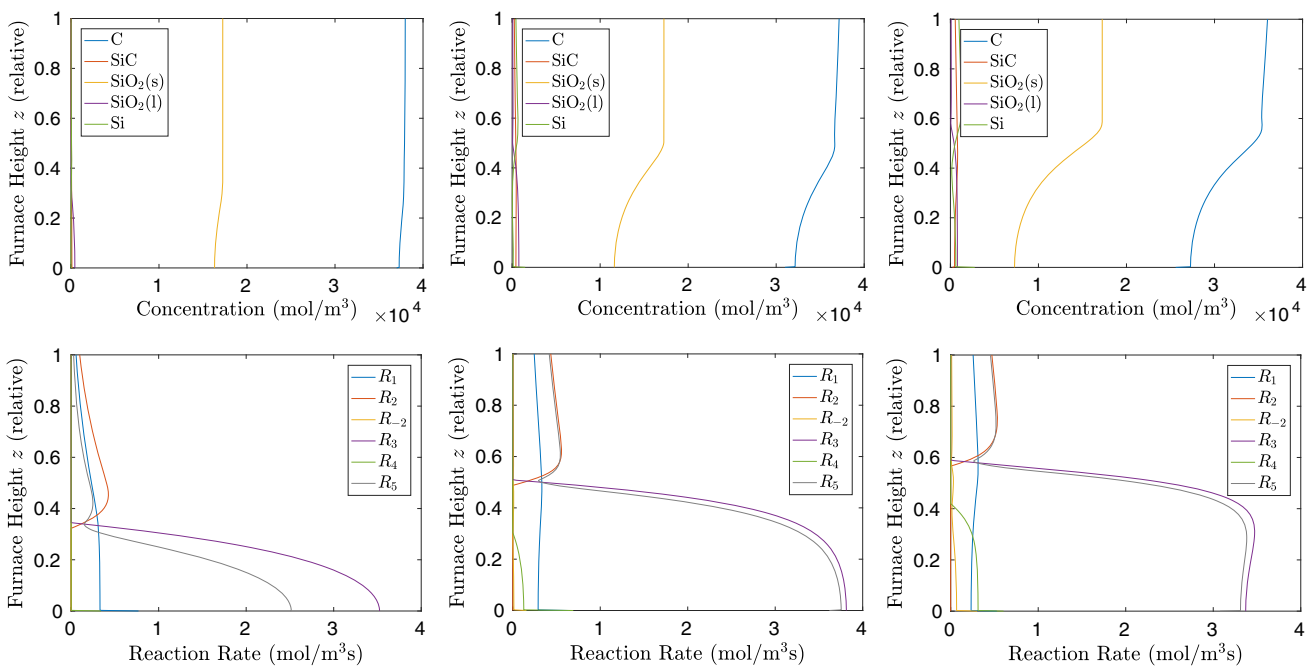 1
0.8
0.6
0.4
0.2
0
Furnace Height z (relative)
C
SiC
SiO₂(s)
SiO₂(l)
Si
0 1 2 3 4
Concentration (mol/m³) ×10⁴
1
0.8
0.6
0.4
0.2
0
Furnace Height z (relative)
C
SiC
SiO₂(s)
SiO₂(l)
Si
0 1 2 3 4
Concentration (mol/m³) ×10⁴
1
0.8
0.6
0.4
0.2
0
Furnace Height z (relative)
C
SiC
SiO₂(s)
SiO₂(l)
Si
0 1 2 3 4
Concentration (mol/m³) ×10⁴
1
0.8
0.6
0.4
0.2
0
Furnace Height z (relative)
R₁
R₂
R₋₂
R₃
R₄
R₅
0 1 2 3 4
Reaction Rate (mol/m³s)
1
0.8
0.6
0.4
0.2
0
Furnace Height z (relative)
R₁
R₂
R₋₂
R₃
R₄
R₅
0 1 2 3 4
Reaction Rate (mol/m³s)
1
0.8
0.6
0.4
0.2
0
Furnace Height z (relative)
R₁
R₂
R₋₂
R₃
R₄
R₅
0 1 2 3 4
Reaction Rate (mol/m³s)